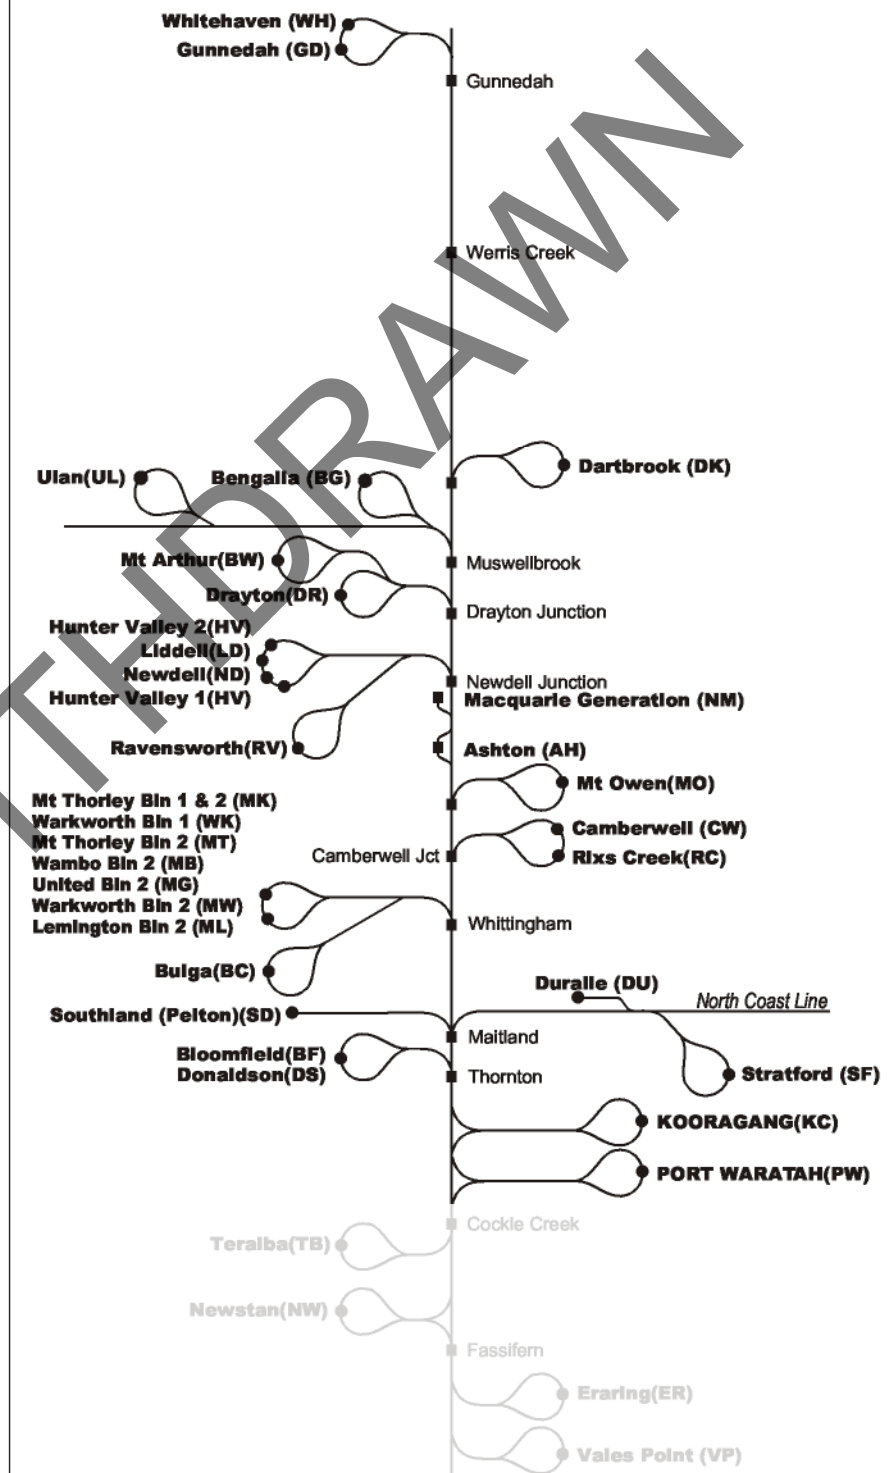 Whitehaven (WH)
Gunnedah (GD)
Gunnedah
Werris Creek
Dartbrook (DK)
Ulan(UL)
Bengalla (BG)
Mt Arthur(BW)
Muswellbrook
Drayton(DR)
Drayton Junction
Hunter Valley 2(HV)
Liddell(LD)
Newdell(ND)
Hunter Valley 1(HV)
Newdell Junction
Macquarie Generation (NM)
Ravensworth(RV)
Ashton (AH)
Mt Owen(MO)
Mt Thorley Bin 1 & 2 (MK)
Warkworth Bin 1 (WK)
Mt Thorley Bin 2 (MT)
Wambo Bin 2 (MB)
United Bin 2 (MG)
Warkworth Bin 2 (MW)
Lemington Bin 2 (ML)
Camberwell (CW)
Camberwell Jct
Rixs Creek(RC)
Whittingham
Bulga(BC)
Duralie (DU)
North Coast Line
Southland (Pelton)(SD)
Maitland
Bloomfield(BF)
Donaldson(DS)
Thornton
Stratford (SF)
KOORAGANG(KC)
PORT WARATAH(PW)
Cockle Creek
Teralba(TB)
Newstan(NW)
Fassifern
Eraring(ER)
Vales Point (VP)
THDRAWN